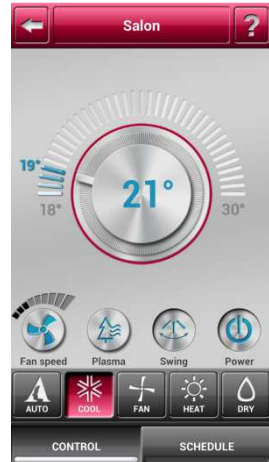 Salon
?
19°
21°
18°
30°
Fan speed Plasma Swing Power
AUTO COOL FAN HEAT DRY
CONTROL SCHEDULE